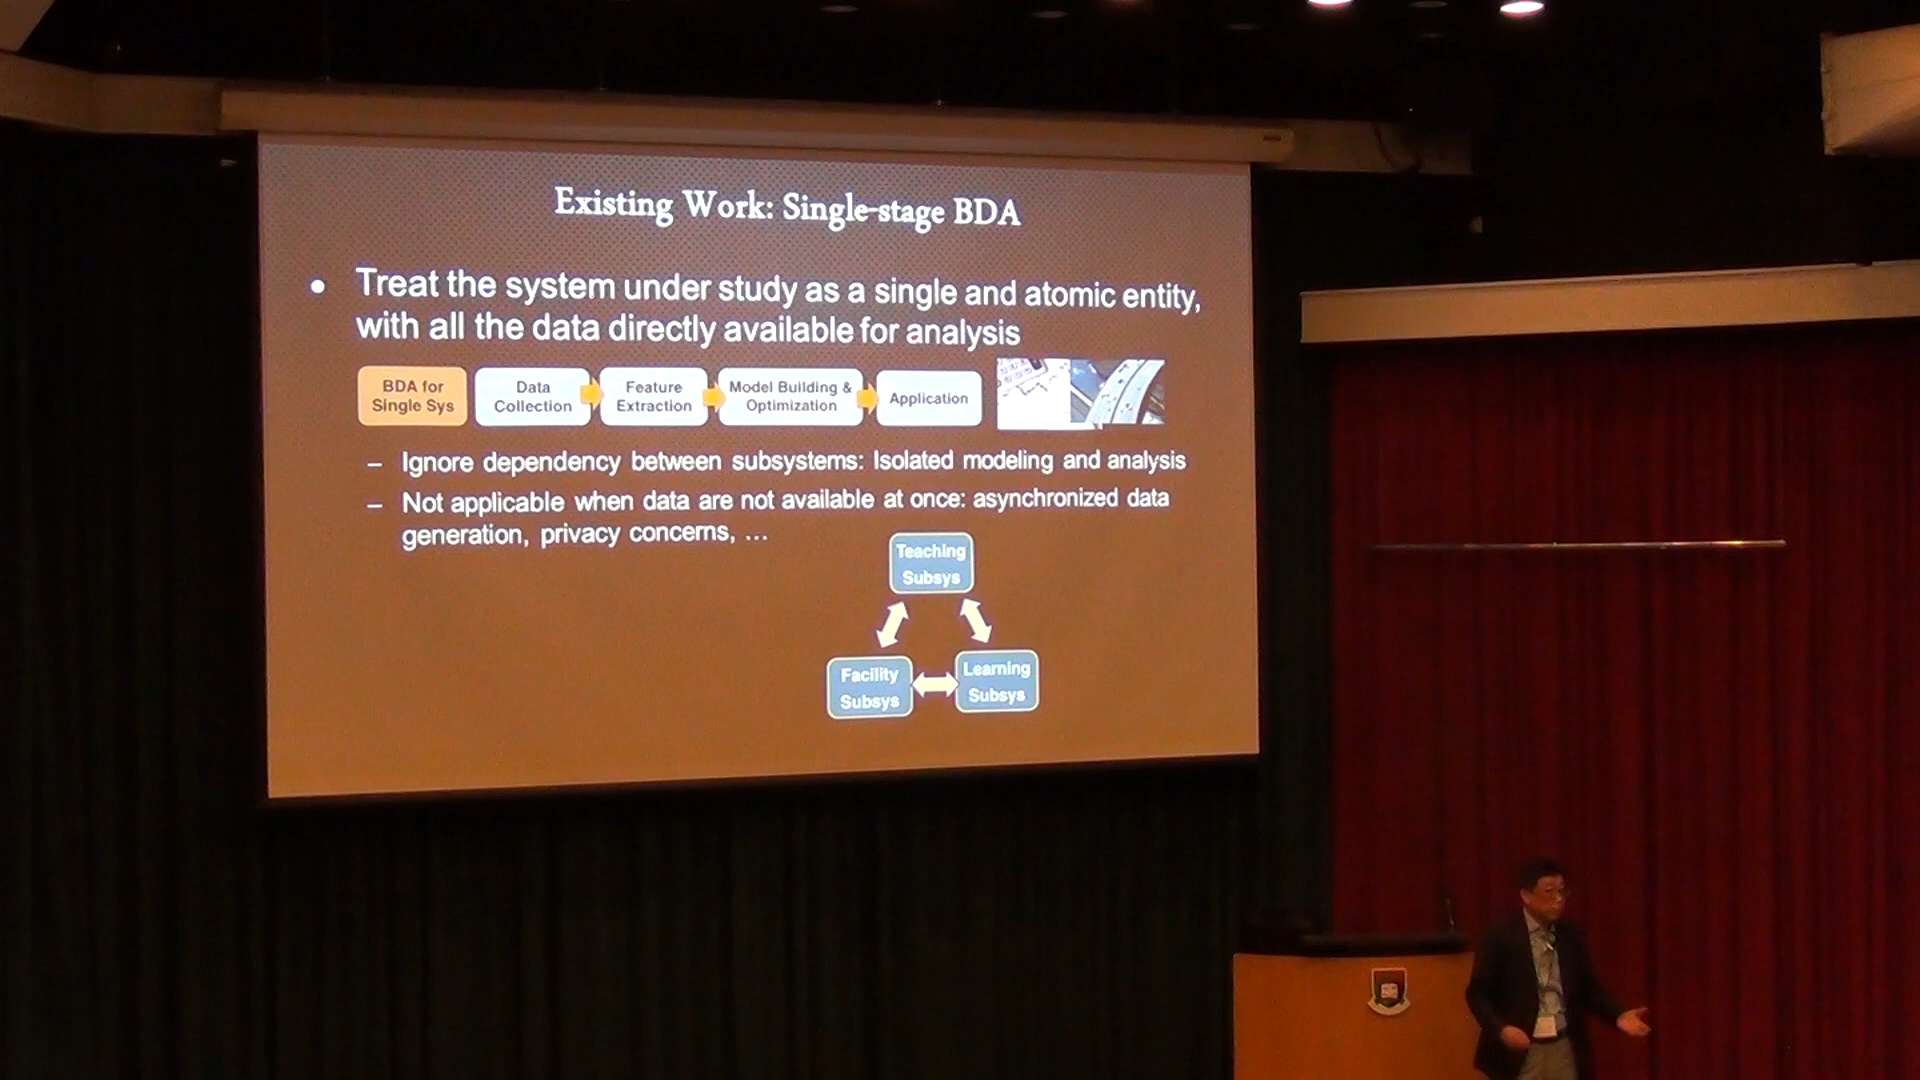 Existing Work: Single-stage BDA
• Treat the system under study as a single and atomic entity,
with all the data directly available for analysis
BDA for
Single Sys
Data
Collection
Feature
Extraction
Model Building &
Optimization
Application
– Ignore dependency between subsystems: Isolated modeling and analysis
– Not applicable when data are not available at once: asynchronized data
generation, privacy concerns, ...
Teaching
Subsys
Facility
Subsys
Learning
Subsys